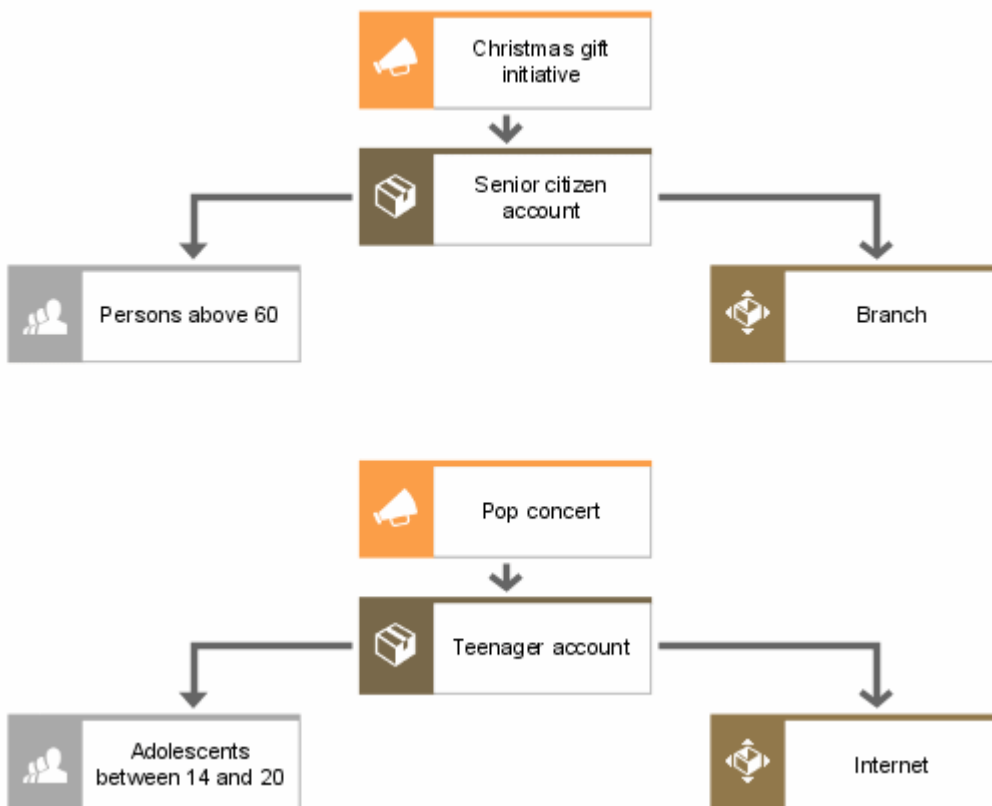 Christmas gift
initiative
Senior citizen
account
Persons above 60
Branch
Pop concert
Teenager account
Adolescents
between 14 and 20
Internet